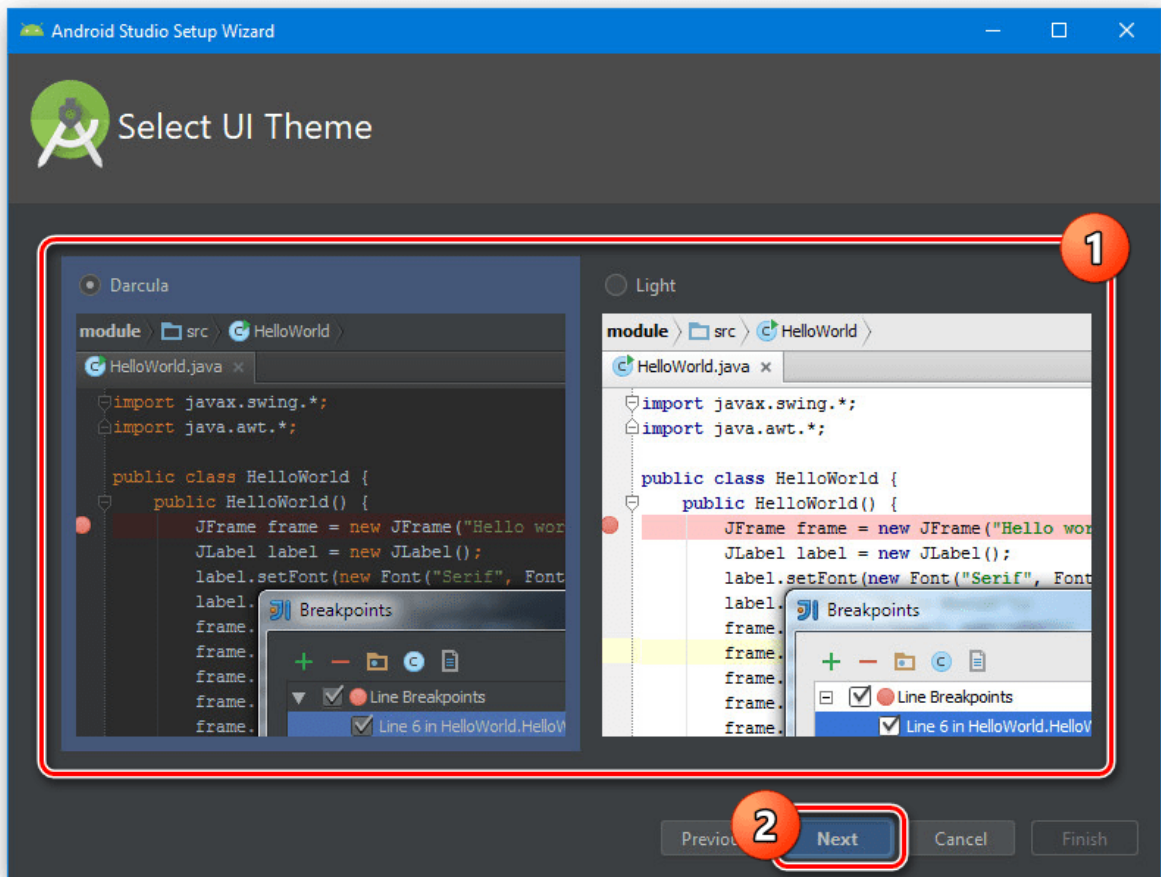 Android Studio Setup Wizard
Select UI Theme
1
Darcula
module src HelloWorld
HelloWorld.java
import javax.swing.*;
import java.awt.*;
public class HelloWorld {
public HelloWorld() {
JFrame frame = new JFrame("Hello wor
JLabel label = new JLabel();
label.setFont(new Font("Serif", Font
label.
frame.
frame.
frame.
frame.
frame.
Breakpoints
Line Breakpoints
Line 6 in HelloWorld.HelloW
Light
module src HelloWorld
HelloWorld.java
import javax.swing.*;
import java.awt.*;
public class HelloWorld {
public HelloWorld() {
JFrame frame = new JFrame("Hello wor
JLabel label = new JLabel();
label.setFont(new Font("Serif", Font
label.
frame.
frame.
frame.
frame.
frame.
Breakpoints
Line Breakpoints
Line 6 in HelloWorld.HelloW
2
Previou
Next
Cancel
Finish